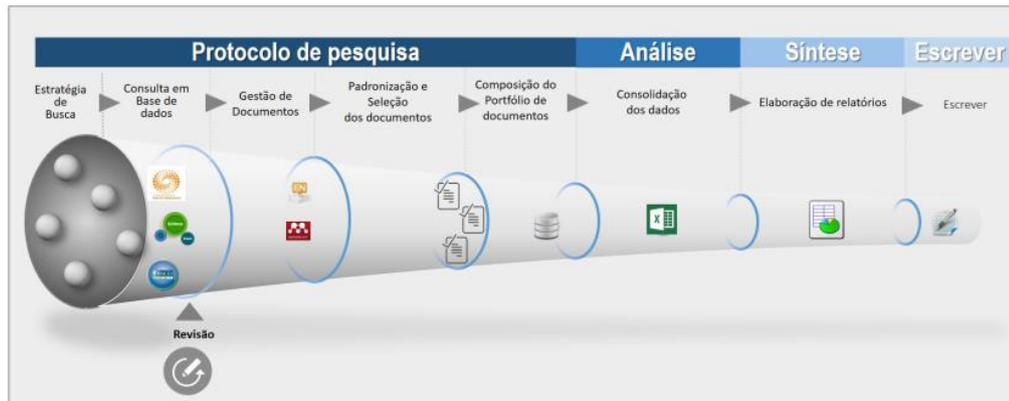 Protocolo de pesquisa
Análise
Síntese
Escrever
Estratégia
de
Busca
Consulta em
Base de
dados
Gestão de
Documentos
Padronização e
Seleção
dos documentos
Composição do
Portfólio de
documentos
Consolidação
dos dados
Elaboração de relatórios
Escrever
EN
X
Revisão